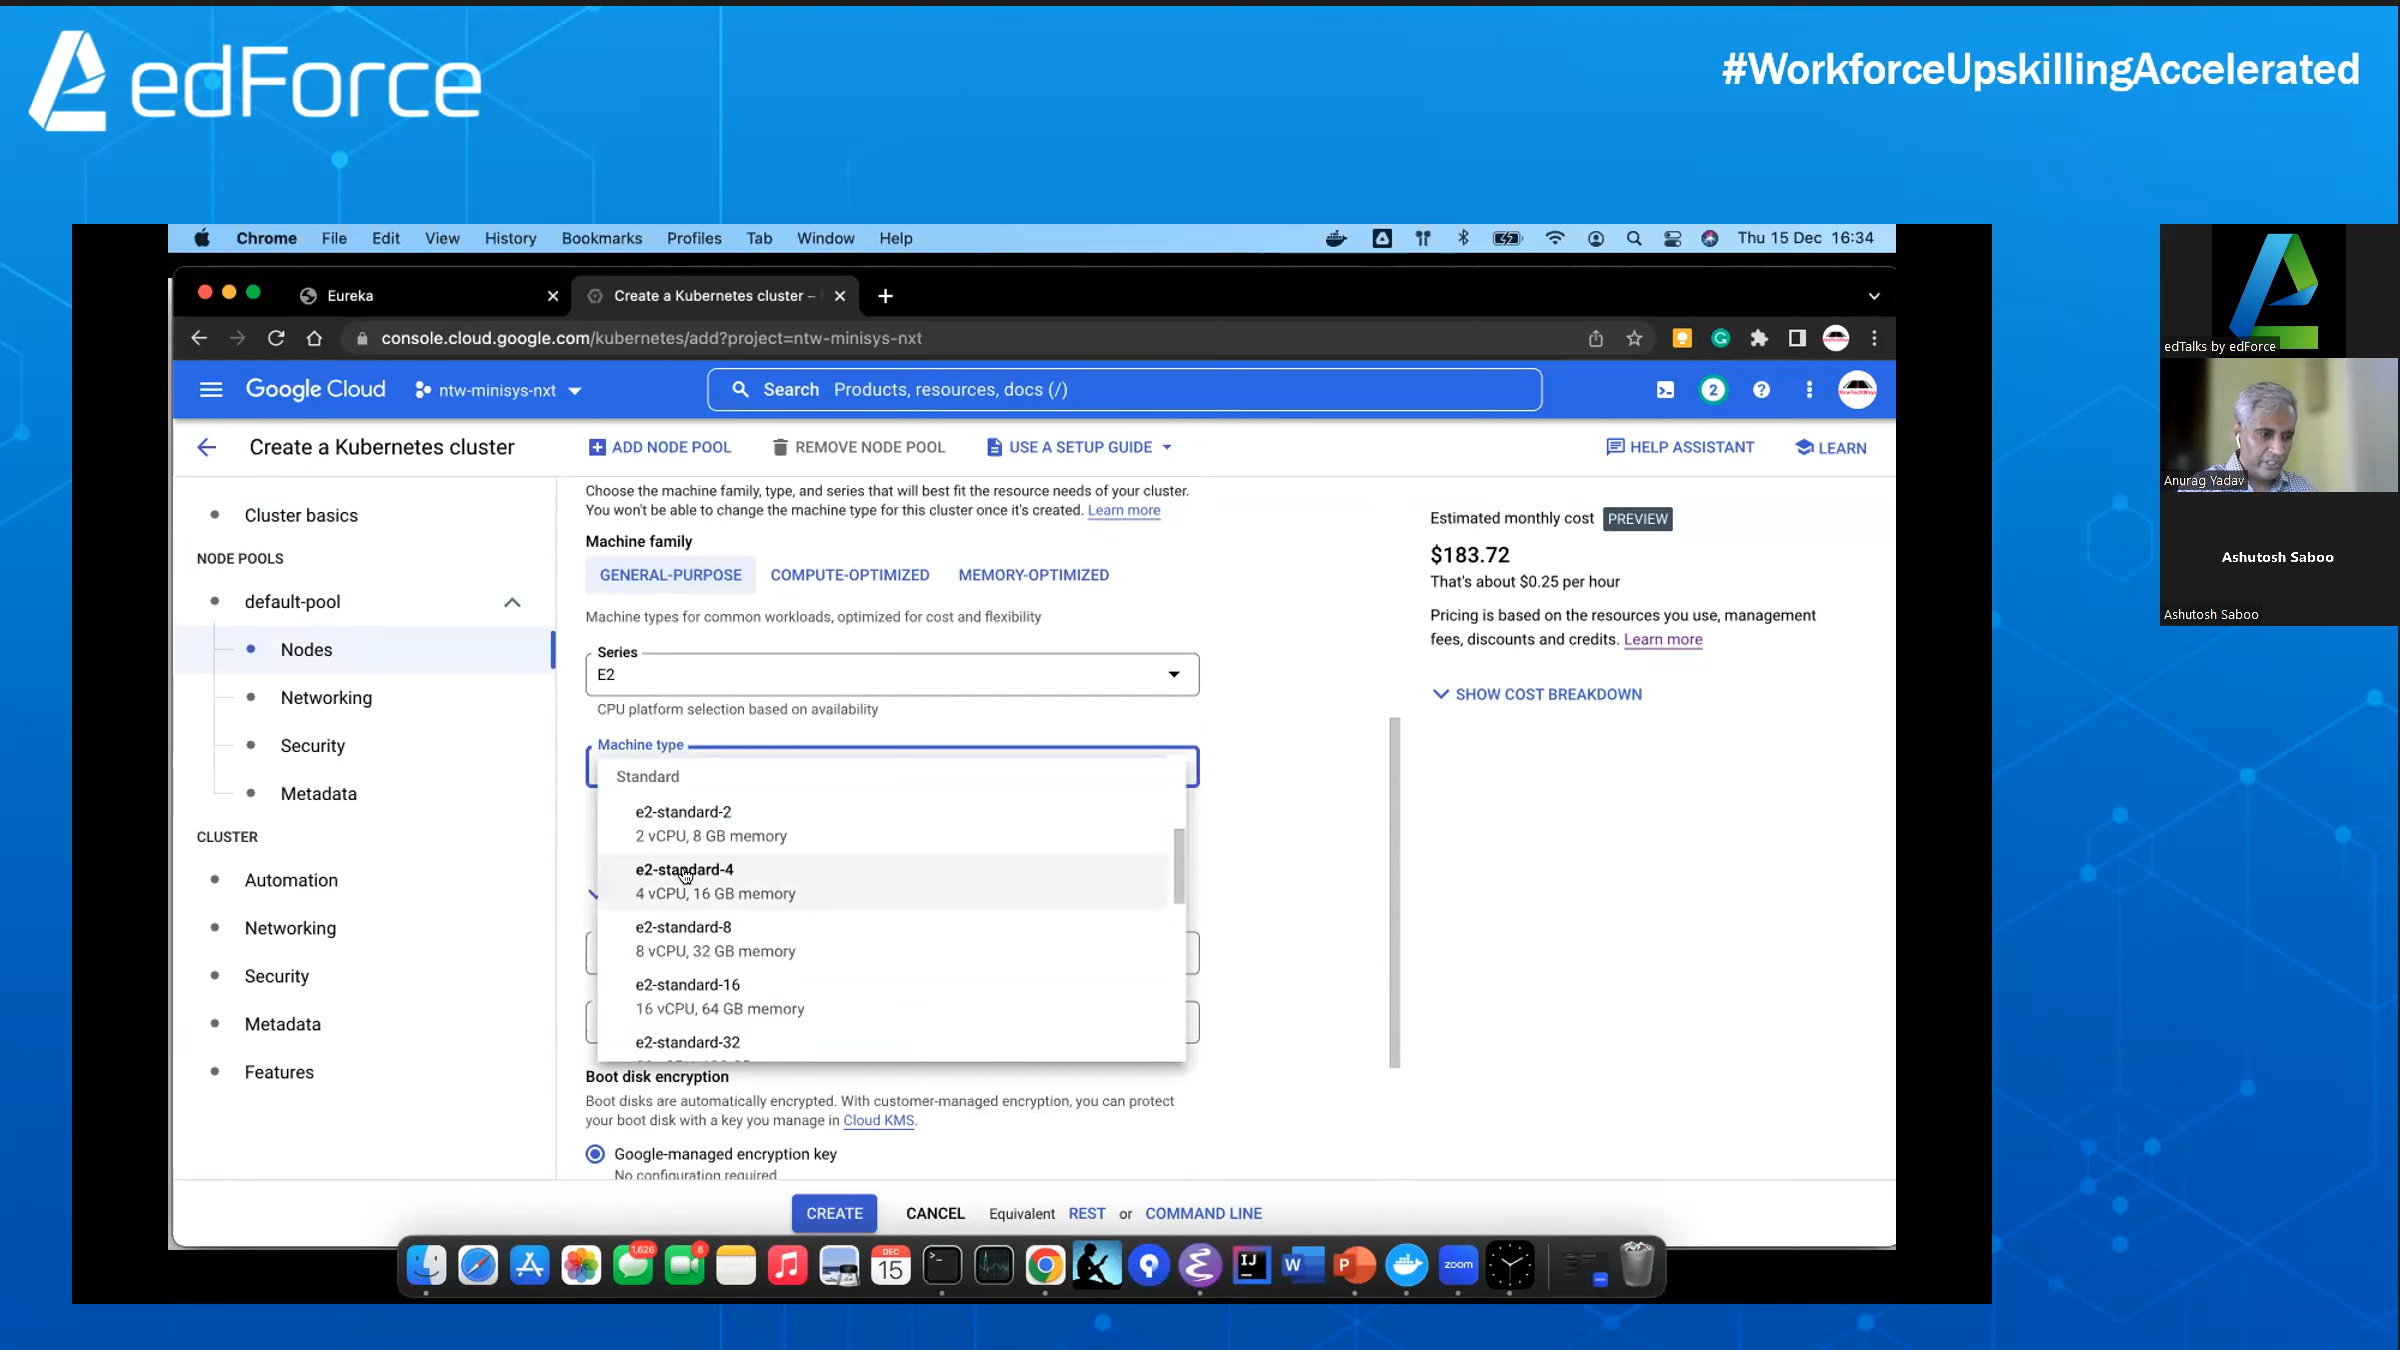 edForce
#WorkforceUpskillingAccelerated
Chrome File Edit View History Bookmarks Profiles Tab Window Help
Thu 15 Dec 16:34
Eureka
Create a Kubernetes cluster –
console.cloud.google.com/kubernetes/add?project=ntw-minisys-nxt
Google Cloud
ntw-minisys-nxt
Search Products, resources, docs (/)
2
Create a Kubernetes cluster
ADD NODE POOL
REMOVE NODE POOL
USE A SETUP GUIDE
HELP ASSISTANT
LEARN
Cluster basics
NODE POOLS
default-pool
Nodes
Networking
Security
Metadata
CLUSTER
Automation
Networking
Security
Metadata
Features
Choose the machine family, type, and series that will best fit the resource needs of your cluster.
You won't be able to change the machine type for this cluster once it's created. Learn more
Machine family
GENERAL-PURPOSE
COMPUTE-OPTIMIZED
MEMORY-OPTIMIZED
Machine types for common workloads, optimized for cost and flexibility
Series
E2
CPU platform selection based on availability
Machine type
Standard
e2-standard-2
2 vCPU, 8 GB memory
e2-standard-4
4 vCPU, 16 GB memory
e2-standard-8
8 vCPU, 32 GB memory
e2-standard-16
16 vCPU, 64 GB memory
e2-standard-32
Boot disk encryption
Boot disks are automatically encrypted. With customer-managed encryption, you can protect
your boot disk with a key you manage in Cloud KMS.
Google-managed encryption key
No configuration required
Estimated monthly cost PREVIEW
$183.72
That's about $0.25 per hour
Pricing is based on the resources you use, management
fees, discounts and credits. Learn more
SHOW COST BREAKDOWN
CREATE
CANCEL
Equivalent REST or COMMAND LINE
1,626
8
DEC
15
IJ
W
P
zoom
edTalks by edForce
Anurag Yadav
Ashutosh Saboo
Ashutosh Saboo